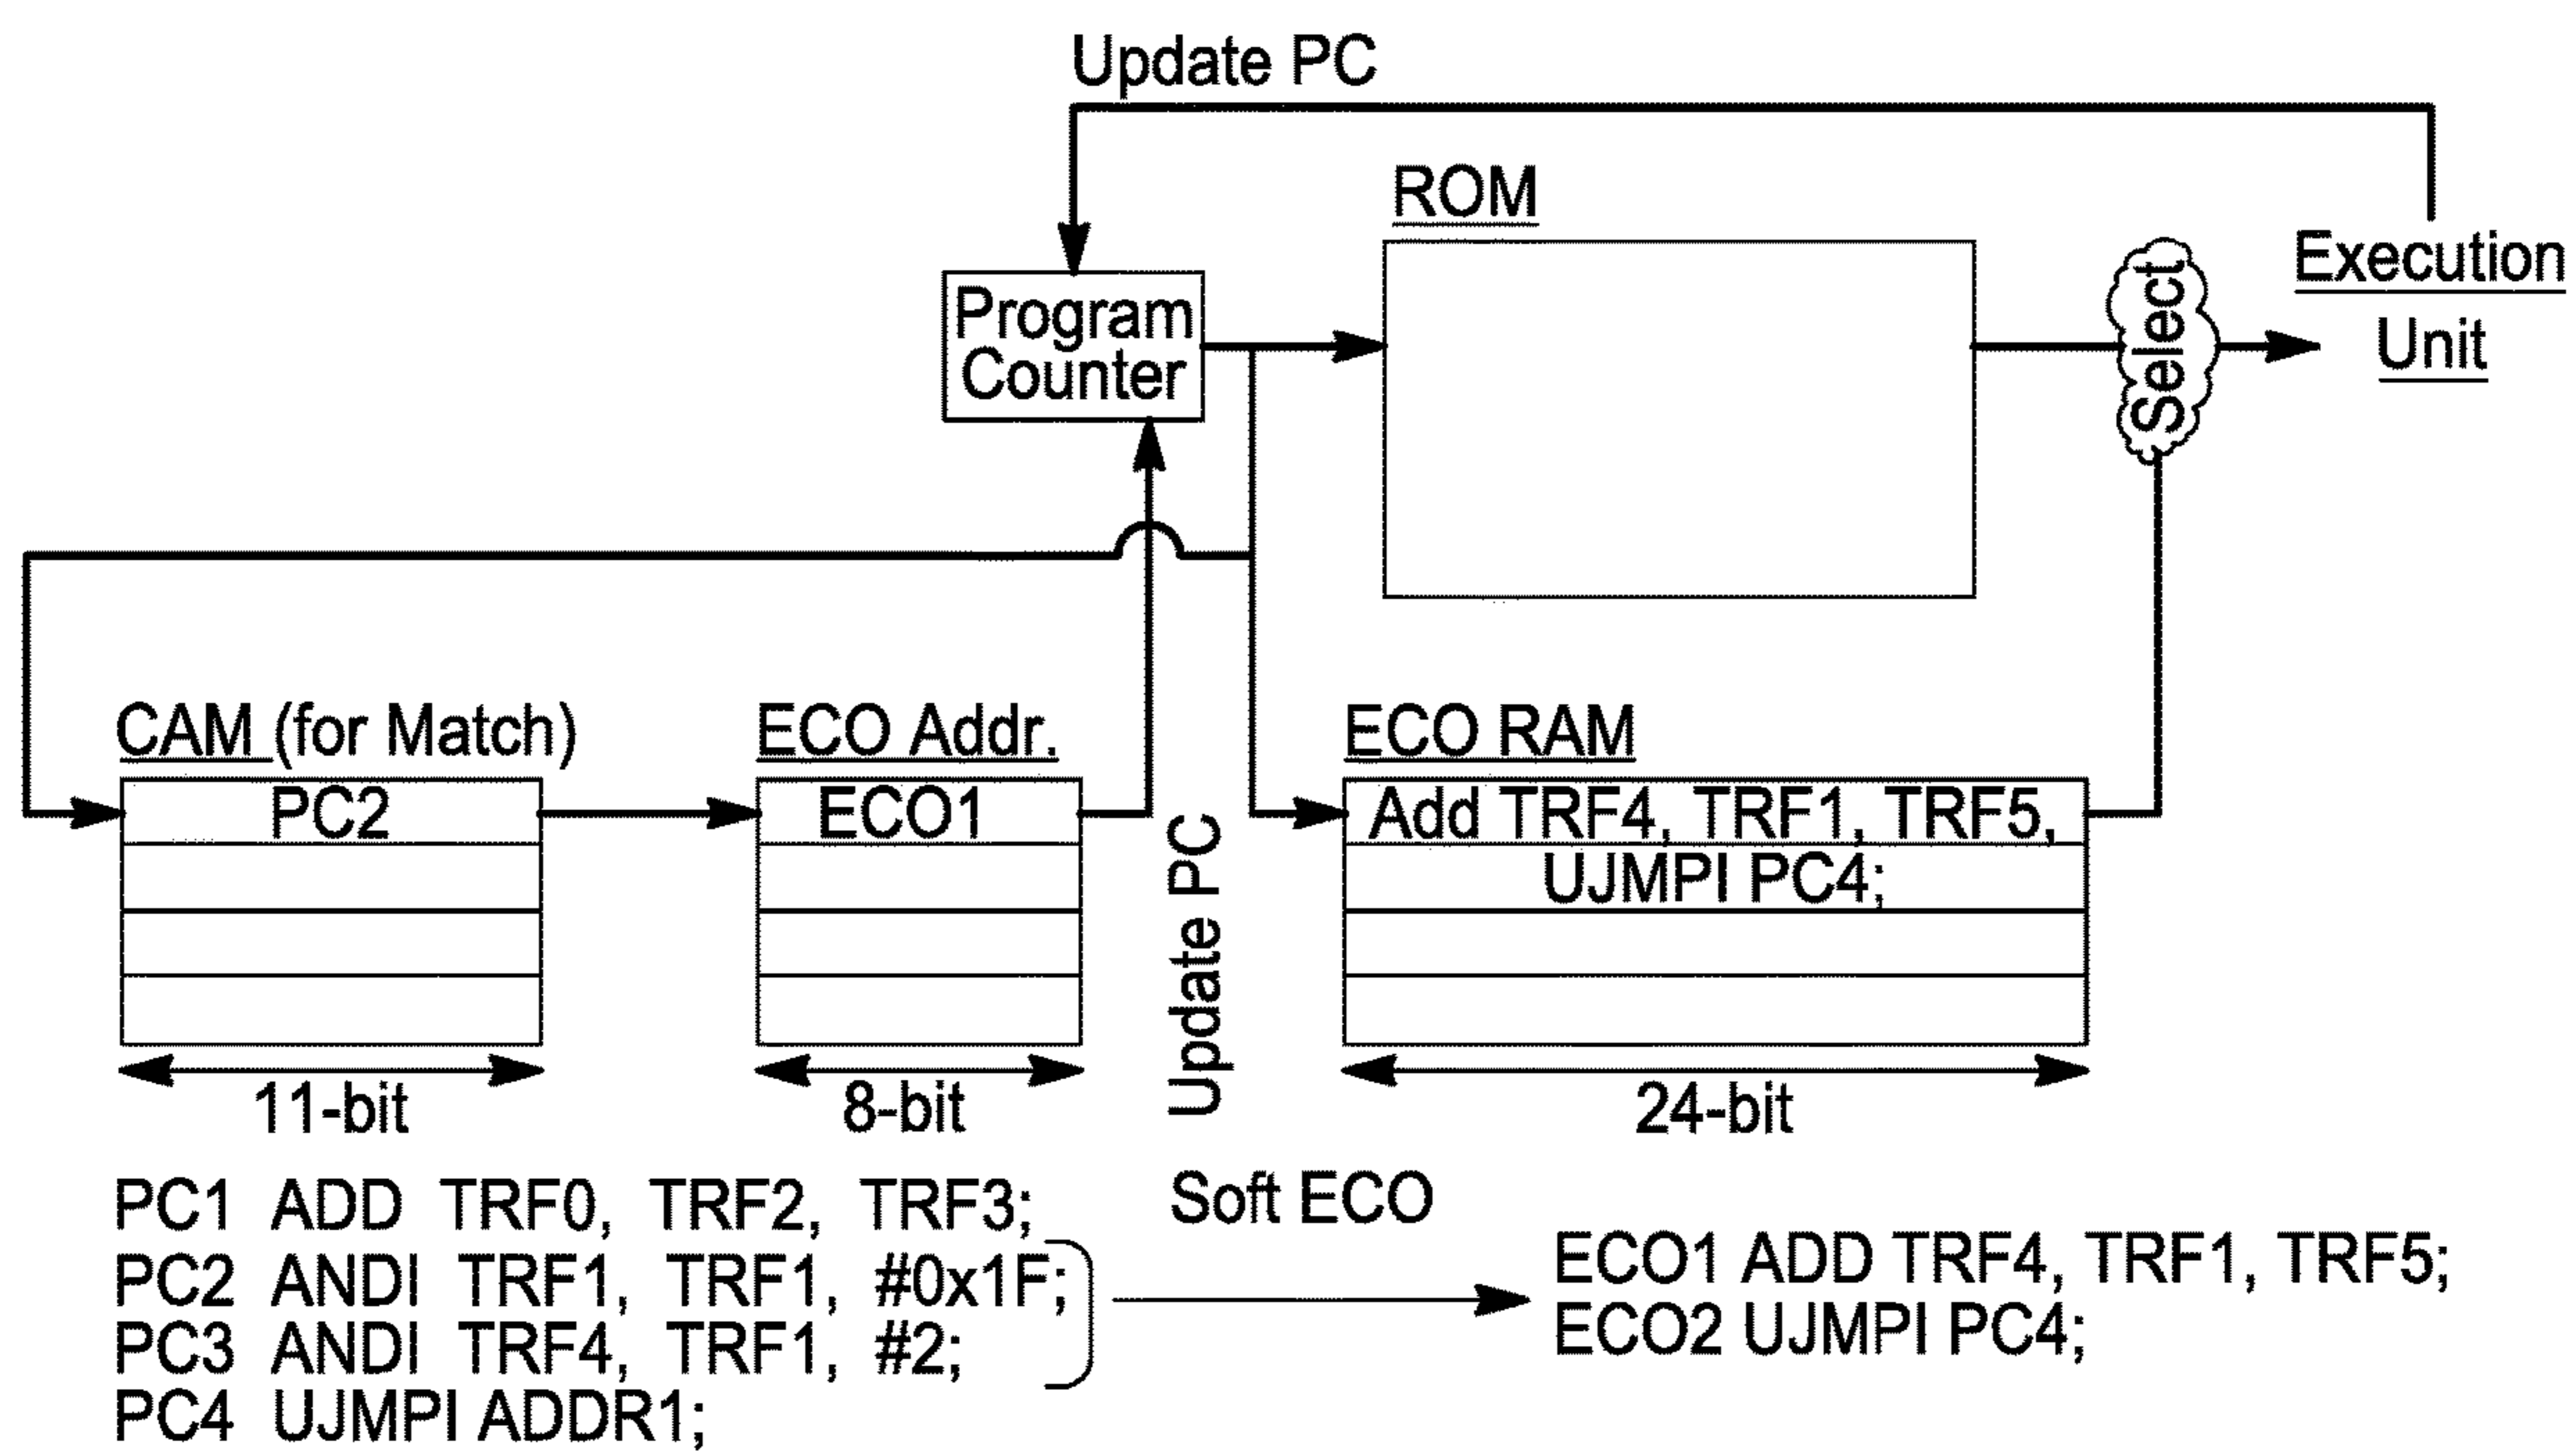 Update PC
ROM
Program
Counter
Select
Execution
Unit
CAM (for Match)
ECO Addr.
ECO RAM
PC2
ECO1
Update PC
Add TRF4, TRF1, TRF5,
UJMPI PC4;
11-bit
8-bit
24-bit
PC1 ADD TRF0, TRF2, TRF3;
PC2 ANDI TRF1, TRF1, #0x1F;
PC3 ANDI TRF4, TRF1, #2;
PC4 UJMPI ADDR1;
Soft ECO
ECO1 ADD TRF4, TRF1, TRF5;
ECO2 UJMPI PC4;